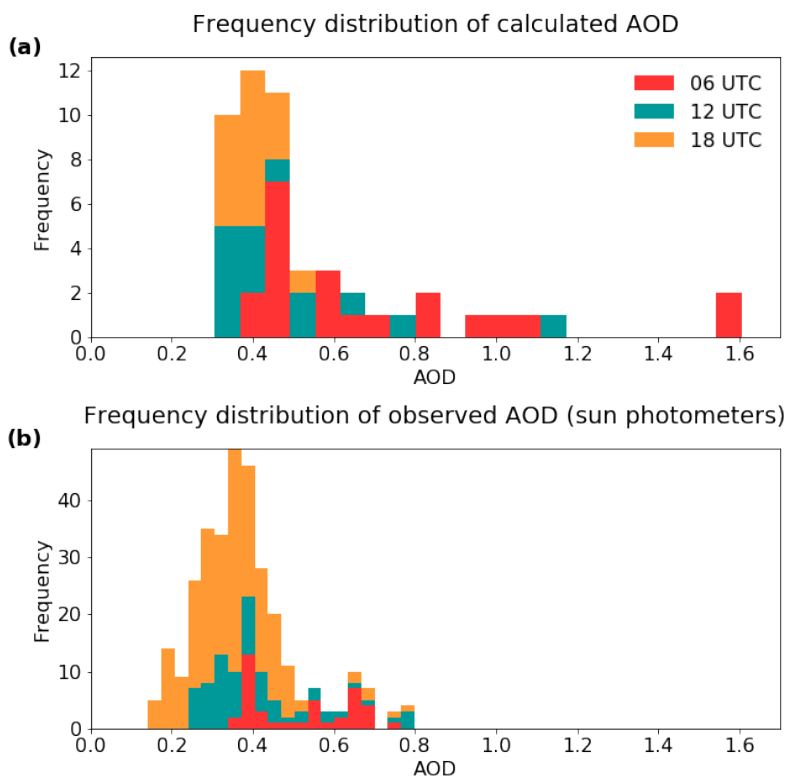 Frequency distribution of calculated AOD
(a)
12
10
8
6
4
2
0
Frequency
06 UTC
12 UTC
18 UTC
0.0 0.2 0.4 0.6 0.8 1.0 1.2 1.4 1.6
AOD
Frequency distribution of observed AOD (sun photometers)
(b)
40
30
20
10
0
Frequency
0.0 0.2 0.4 0.6 0.8 1.0 1.2 1.4 1.6
AOD